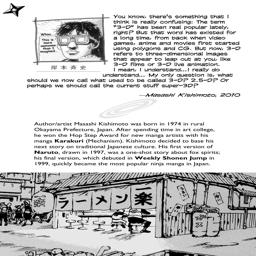 You know, there's something that I
think is really confusing: The term
"3-D" has been real popular lately,
right? But that word has existed for
a long time, from back when video
games, anime and movies first started
using polygons and CG. But now, 3-D
refers to three-dimensional images
that appear to leap out at you, like
3-D films or 3-D live animation.
I mean, I understand...I really do
understand... My only question is, what
should we now call what used to be called 3-D? 2.5-D? Or
perhaps we should call the current stuff super-3D!?
—Masashi Kishimoto, 2010
岸本斉史
Author/artist Masashi Kishimoto was born in 1974 in rural
Okayama Prefecture, Japan. After spending time in art college,
he won the Hop Step Award for new manga artists with his
manga Karakuri (Mechanism). Kishimoto decided to base his
next story on traditional Japanese culture. His first version of
Naruto, drawn in 1997, was a one-shot story about fox spirits;
his final version, which debuted in Weekly Shonen Jump in
1999, quickly became the most popular ninja manga in Japan.
ラーメン
楽